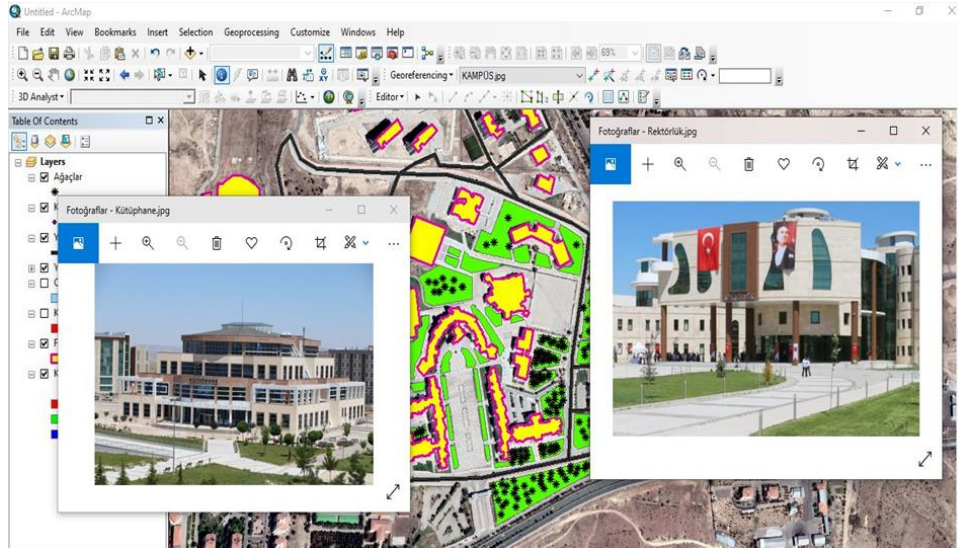 Untitled - ArcMap
File Edit View Bookmarks Insert Selection Geoprocessing Customize Windows Help
69%
Georeferencing KAMPÜS.jpg
3D Analyst Editor
Table Of Contents
Layers
Ağaçlar
K
Y
Y
K
F
K
Fotoğraflar - Kütüphane.jpg
Fotoğraflar - Rektörlük.jpg